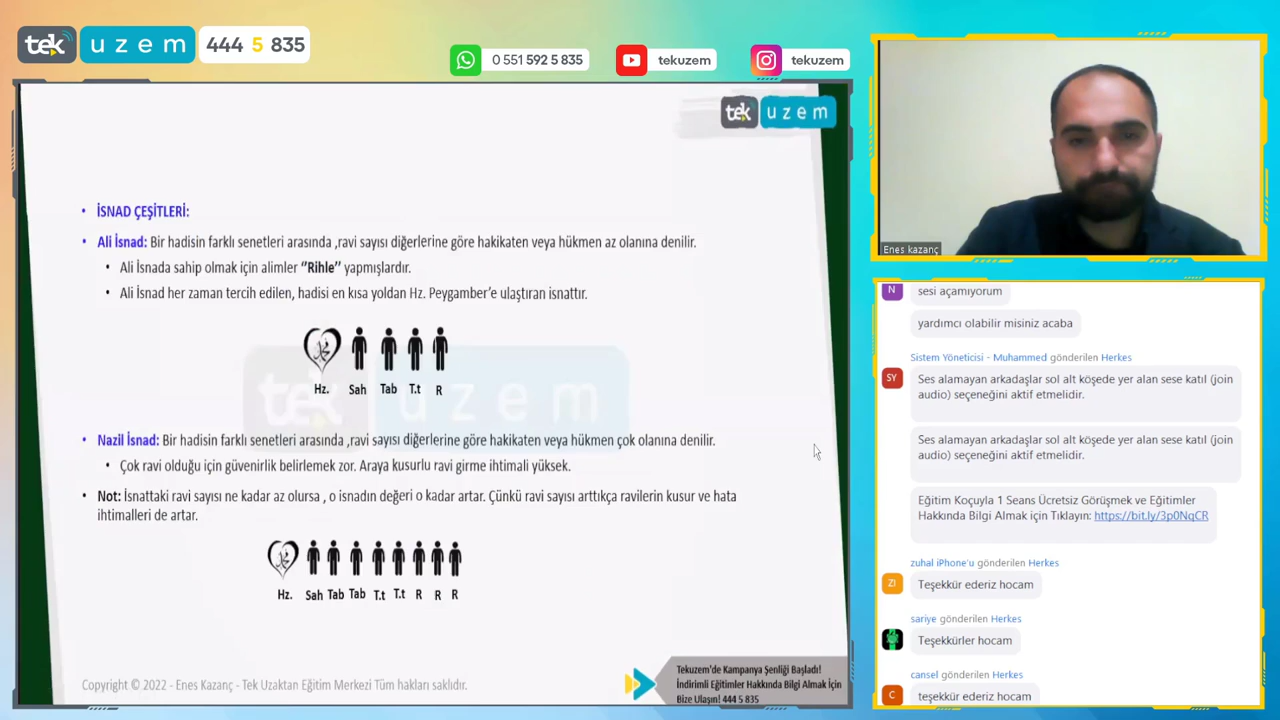 tek uzem 444 5 835
0 551 592 5 835
tekuzem
tekuzem
tek uzem
• İSNAD ÇEŞİTLERİ:
• Ali İsnad: Bir hadisin farklı senetleri arasında ,ravi sayısı diğerlerine göre hakikaten veya hükmen az olanına denilir.
• Ali İsnada sahip olmak için alimler "Rihle" yapmışlardır.
• Ali İsnad her zaman tercih edilen, hadisi en kısa yoldan Hz. Peygamber'e ulaştıran isnattır.
Hz. Sah Tab T.t R
tek uzem
• Nazil İsnad: Bir hadisin farklı senetleri arasında ,ravi sayısı diğerlerine göre hakikaten veya hükmen çok olanına denilir.
• Çok ravi olduğu için güvenirlik belirlemek zor. Araya kusurlu ravi girme ihtimali yüksek.
• Not: İsnattaki ravi sayısı ne kadar az olursa , o isnadın değeri o kadar artar. Çünkü ravi sayısı arttıkça ravilerin kusur ve hata
ihtimalleri de artar.
Hz. Sah Tab Tab T.t T.t R R R
Copyright © 2022 - Enes Kazanç - Tek Uzaktan Eğitim Merkezi Tüm hakları saklıdır.
Tekuzem'de Kampanya Şenliği Başladı!
İndirimli Eğitimler Hakkında Bilgi Almak İçin
Bize Ulaşın! 444 5 835
Enes kazanç
N
sesi açamıyorum
yardımcı olabilir misiniz acaba
Sistem Yöneticisi - Muhammed gönderilen Herkes
SY
Ses alamayan arkadaşlar sol alt köşede yer alan sese katıl (join
audio) seçeneğini aktif etmelidir.
Ses alamayan arkadaşlar sol alt köşede yer alan sese katıl (join
audio) seçeneğini aktif etmelidir.
Eğitim Koçuyla 1 Seans Ücretsiz Görüşmek ve Eğitimler
Hakkında Bilgi Almak için Tıklayın: https://bit.ly/3p0NqCR
zuhal iPhone'u gönderilen Herkes
ZI
Teşekkür ederiz hocam
sariye gönderilen Herkes
Teşekkürler hocam
cansel gönderilen Herkes
C
teşekkür ederiz hocam